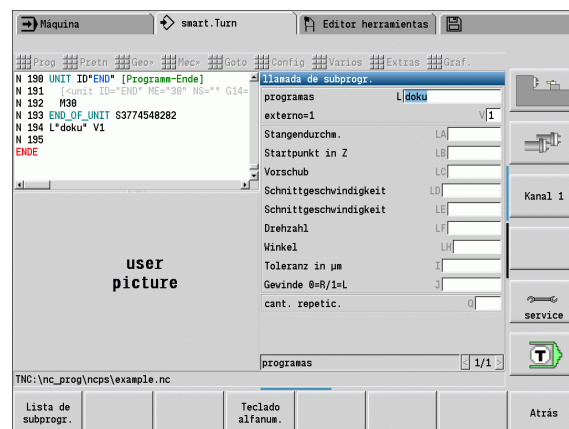 Máquina
smart.Turn
Editor herramientas
Prog Pretn Geo» Mec» Goto Config Varios Extras Gráf.
N 190 UNIT ID"END" [Programm-Ende]
N 191 [<unit ID="END" ME="30" NS="" G14=
N 192 M30
N 193 END_OF_UNIT S3774548282
N 194 L"doku" V1
N 195
ENDE
llamada de subprogr.
programas L doku
externo=1 V 1
Stangendurchm. LA
Startpunkt in Z LB
Vorschub LC
Schnittgeschwindigkeit LD
Schnittgeschwindigkeit LE
Drehzahl LF
Winkel LH
Toleranz in µm I
Gewinde 0=R/1=L J
cant. repetic. Q
programas < 1/1 >
user
picture
TNC:\nc_prog\ncps\example.nc
Kanal 1
service
T
Lista de
subprogr.
Teclado
alfanum.
Atrás